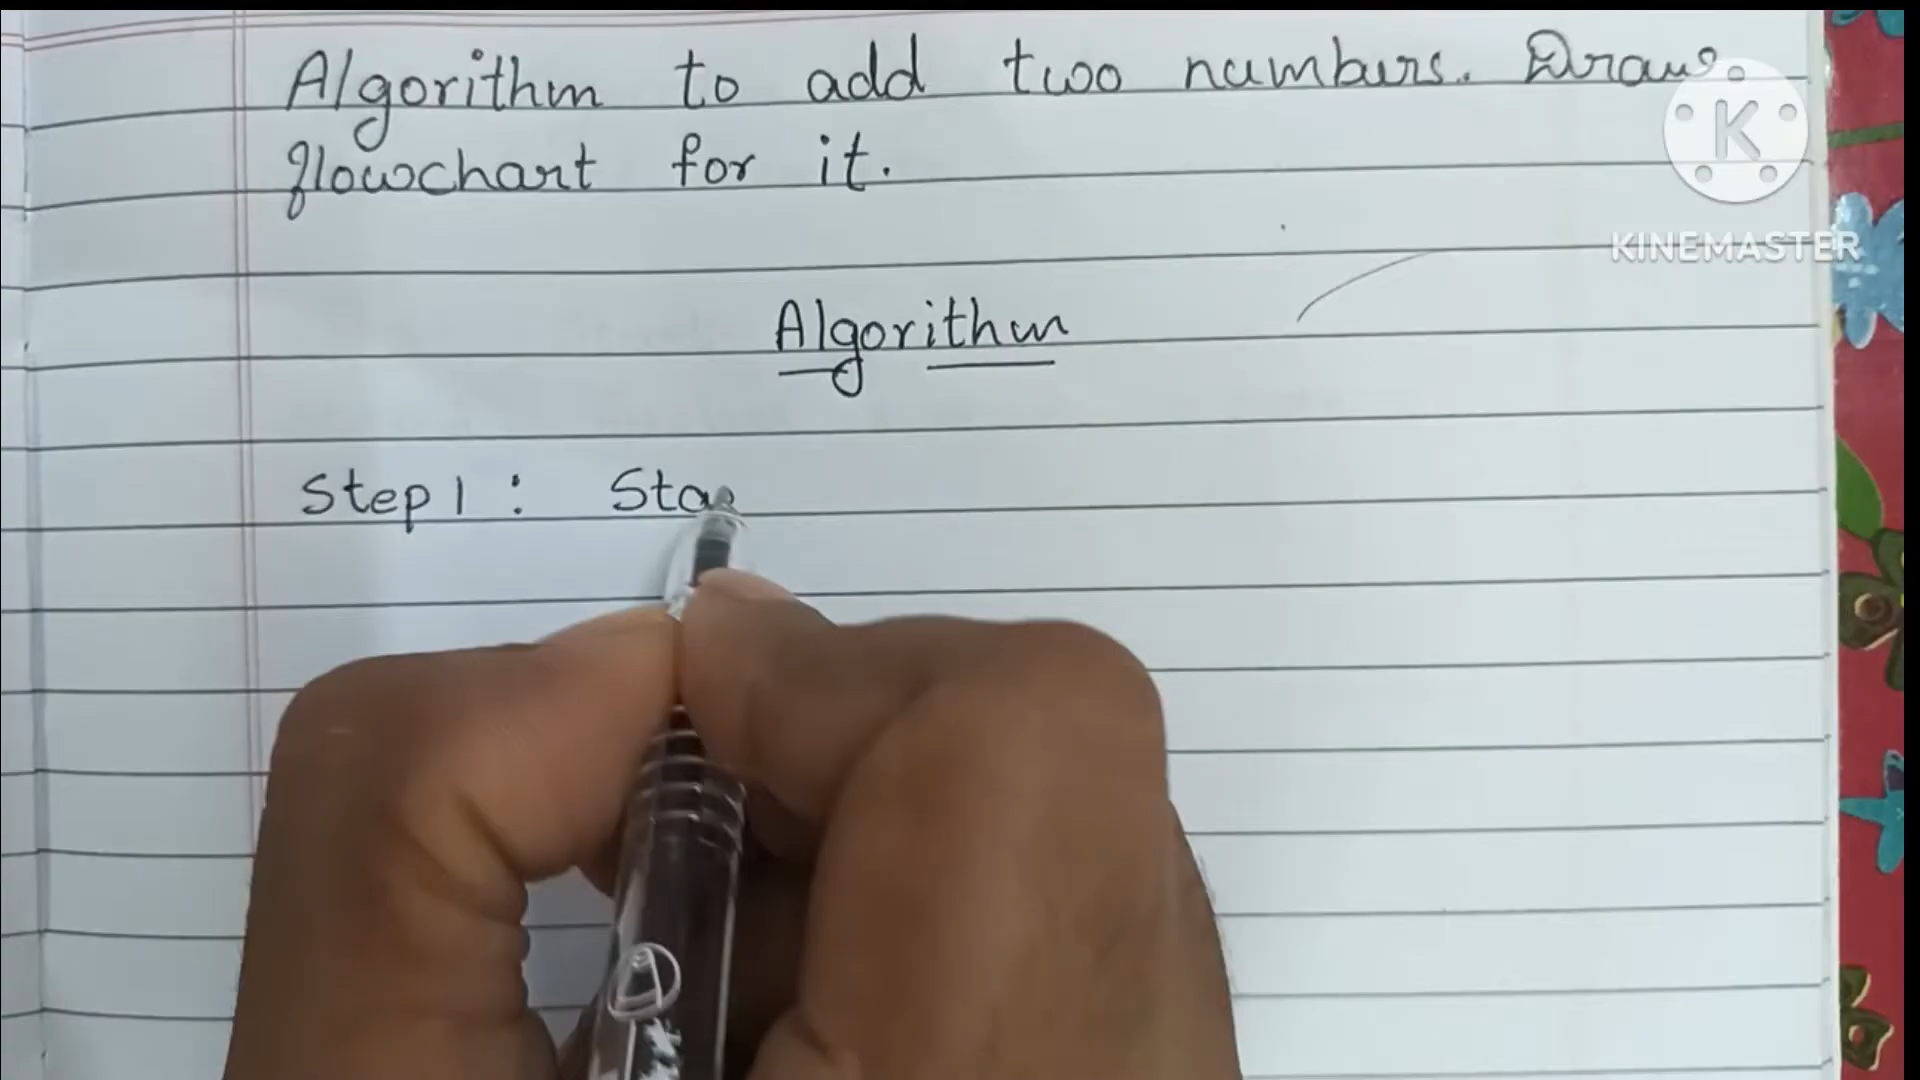 Algorithm to add two numbers. Draw
flowchart for it.
K
KINEMASTER
Algorithm
Step 1 : Sta